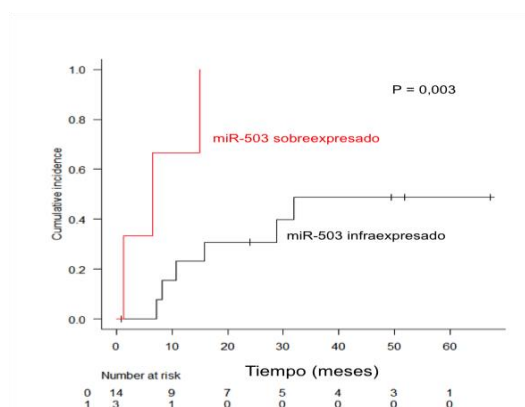 1.0
P = 0,003
0.8
miR-503 sobreexpresado
Cumulative incidence
0.6
0.4
miR-503 infraexpresado
0.2
0.0
0 10 20 30 40 50 60
Number at risk
Tiempo (meses)
0 14 9 7 5 4 3 1
1 3 1 0 0 0 0 0